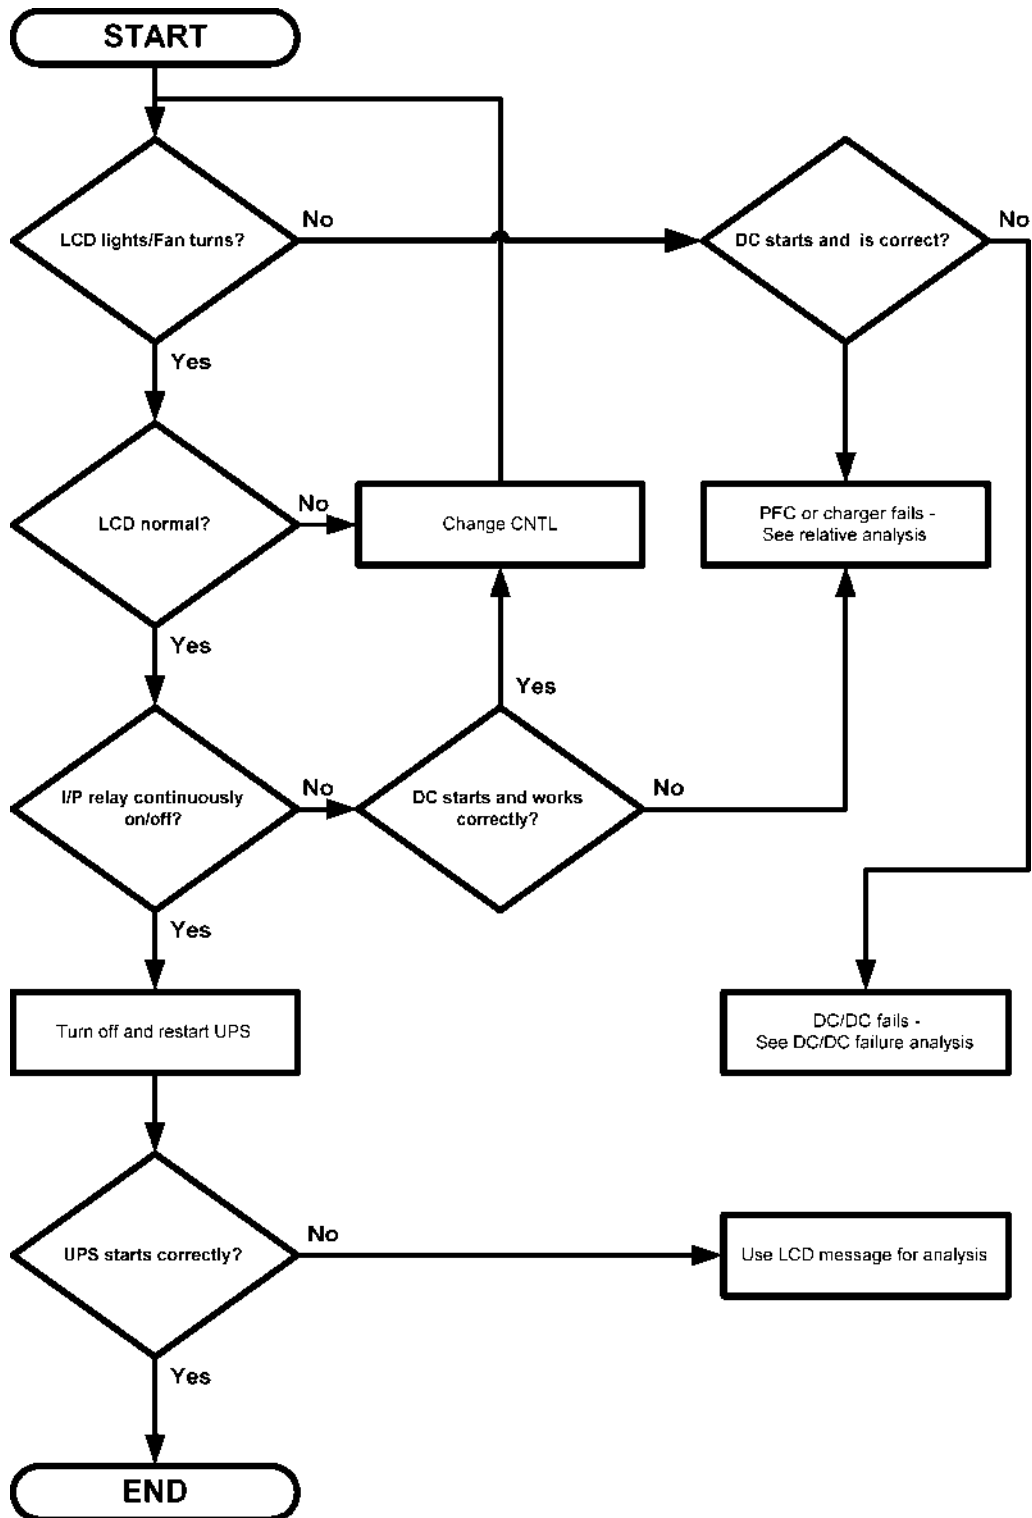 START
No
No
LCD lights/Fan turns?
DC starts and  is correct?
Yes
No
LCD normal?
Change CNTL
PFC or charger fails -
See relative analysis
Yes
Yes
No
No
I/P relay continuously
on/off?
DC starts and works
correctly?
Yes
Turn off and restart UPS
DC/DC fails -
See DC/DC failure analysis
No
UPS starts correctly?
Use LCD message for analysis
Yes
END